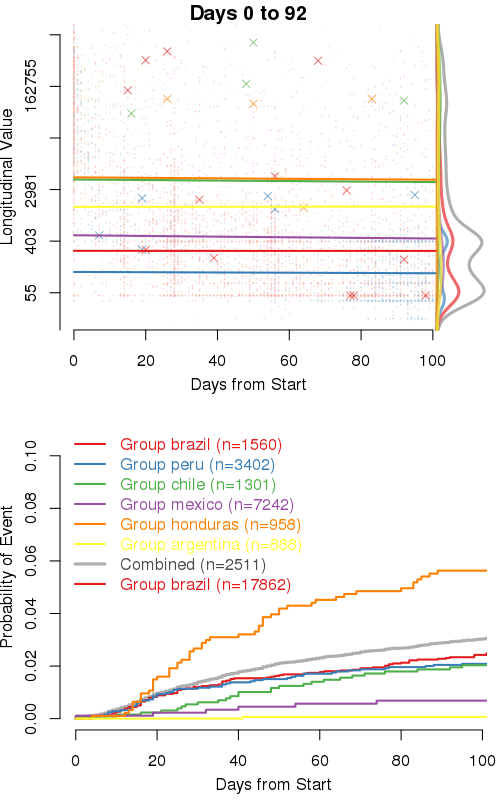 Days 0 to 92
Longitudinal Value
162755
2981
403
55
0 20 40 60 80 100
Days from Start
Probability of Event
0.10
0.08
0.06
0.04
0.02
0.00
Group brazil (n=1560)
Group peru (n=3402)
Group chile (n=1301)
Group mexico (n=7242)
Group honduras (n=958)
Group argentina (n=888)
Combined (n=2511)
Group brazil (n=17862)
0 20 40 60 80 100
Days from Start